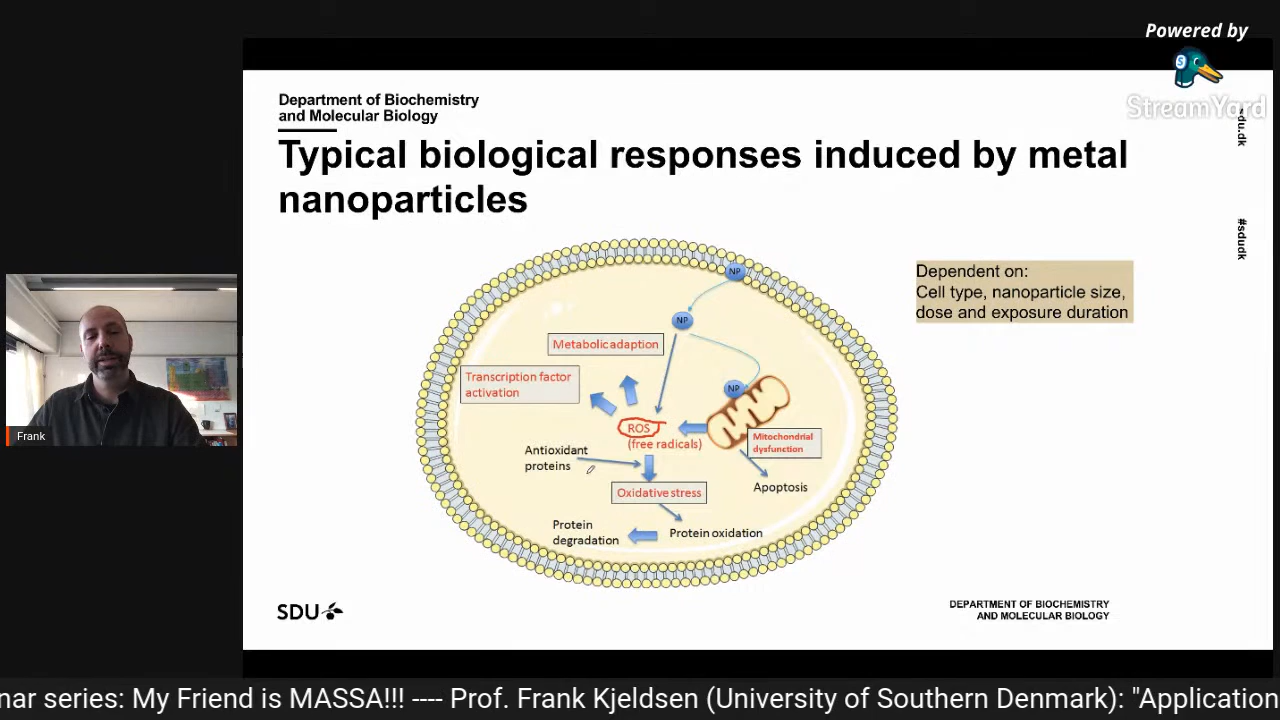 Powered by
StreamYard
Department of Biochemistry
and Molecular Biology
Typical biological responses induced by metal
nanoparticles
sdu.dk
#sdudk
NP
Dependent on:
Cell type, nanoparticle size,
dose and exposure duration
NP
Metabolic adaption
Transcription factor
activation
NP
ROS
(free radicals)
Mitochondrial
dysfunction
Antioxidant
proteins
Apoptosis
Oxidative stress
Protein
degradation
Protein oxidation
Frank
SDU
DEPARTMENT OF BIOCHEMISTRY
AND MOLECULAR BIOLOGY
nar series: My Friend is MASSA!!! ---- Prof. Frank Kjeldsen (University of Southern Denmark): "Application